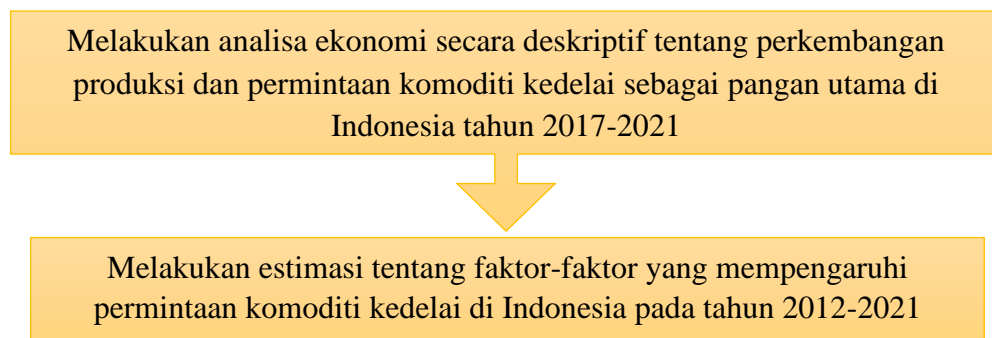 Melakukan analisa ekonomi secara deskriptif tentang perkembangan
produksi dan permintaan komoditi kedelai sebagai pangan utama di
Indonesia tahun 2017-2021
Melakukan estimasi tentang faktor-faktor yang mempengaruhi
permintaan komoditi kedelai di Indonesia pada tahun 2012-2021